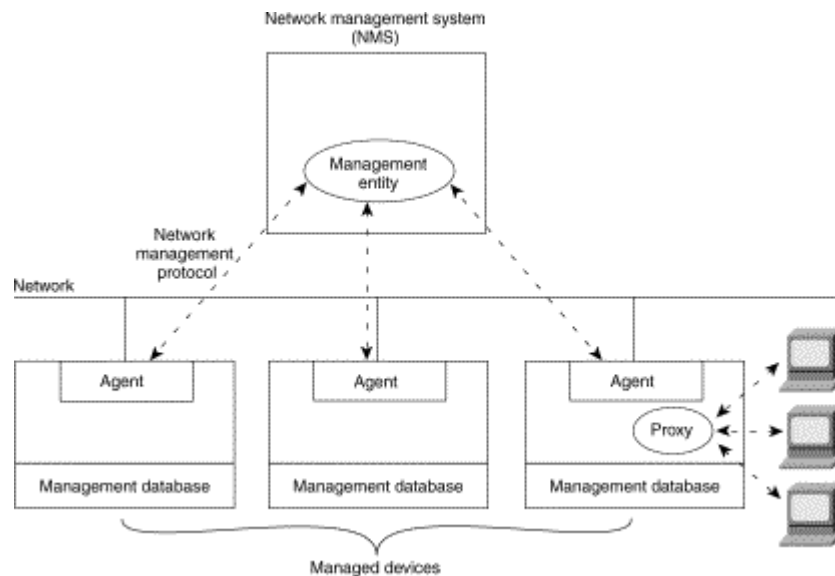 Network management system
(NMS)
Management
entity
Network
management
protocol
Network
Agent
Agent
Agent
Proxy
Management database
Management database
Management database
Managed devices